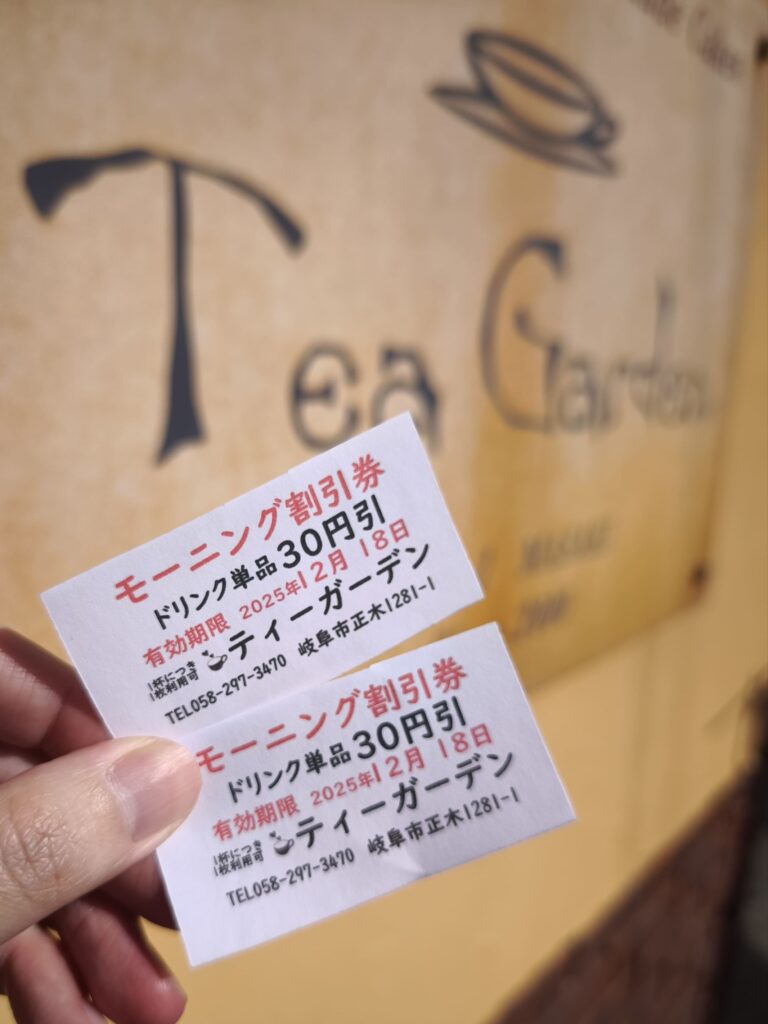 Tea Garden
モーニング割引券
ドリンク単品30円引
有効期限 2025年12月 18日
1杯につき
1枚利用可
ティーガーデン
TEL058-297-3470 岐阜市正木1281-1
モーニング割引券
ドリンク単品30円引
有効期限 2025年12月 18日
1杯につき
1枚利用可
ティーガーデン
TEL058-297-3470 岐阜市正木1281-1